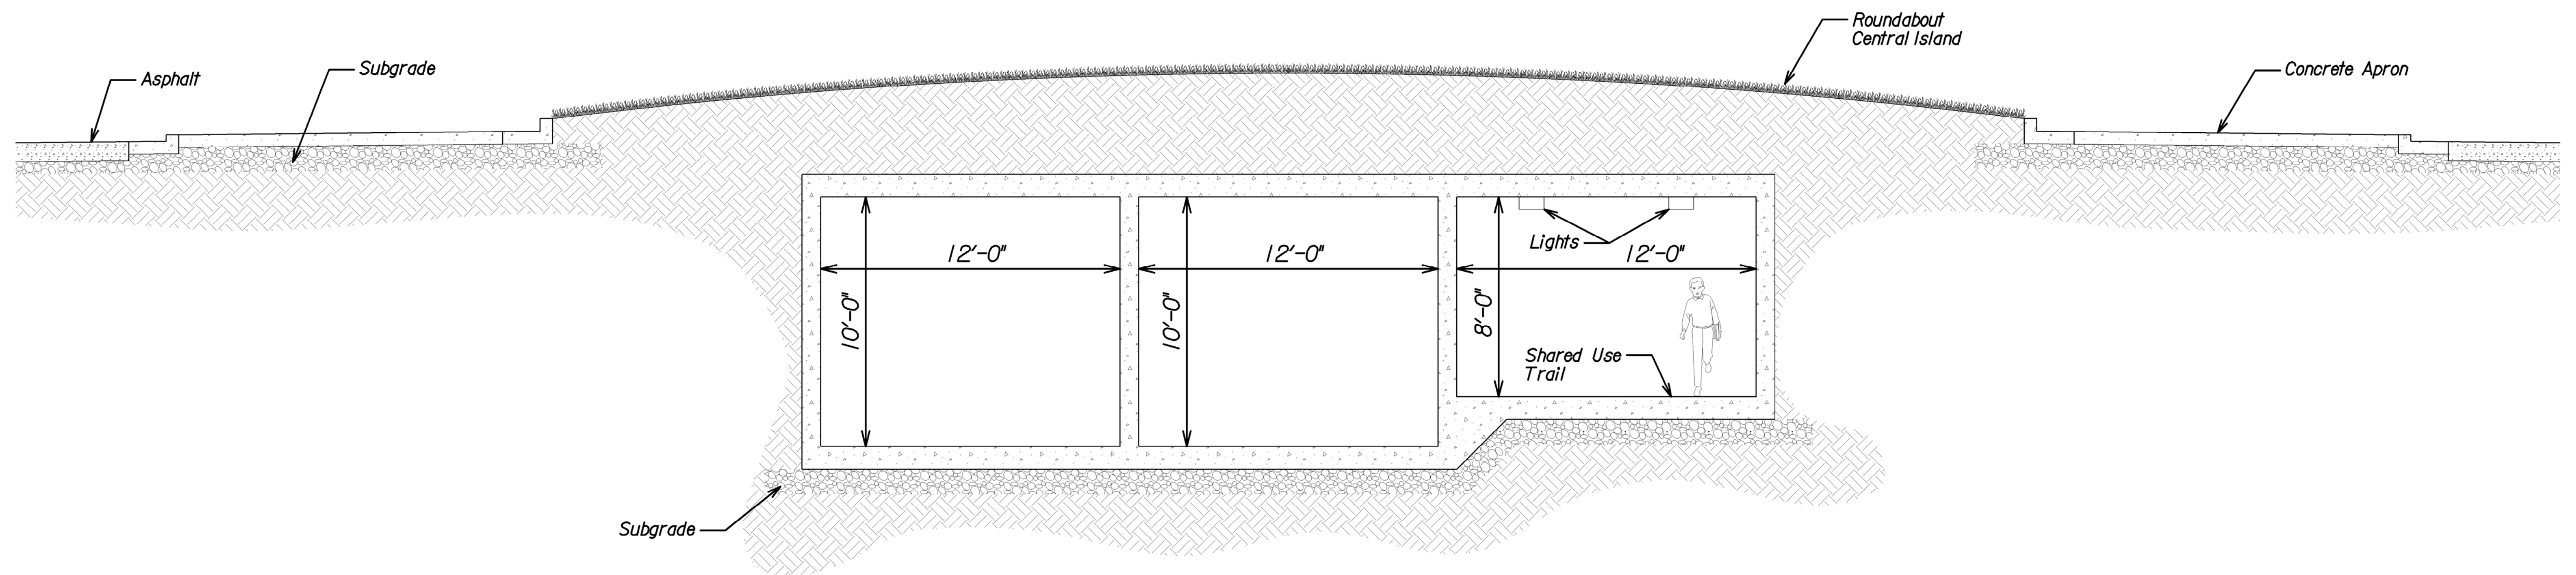 Roundabout
Central Island
Asphalt
Subgrade
Concrete Apron
Lights
12'-0"
12'-0"
12'-0"
10'-0"
10'-0"
8'-0"
Shared Use
Trail
Subgrade